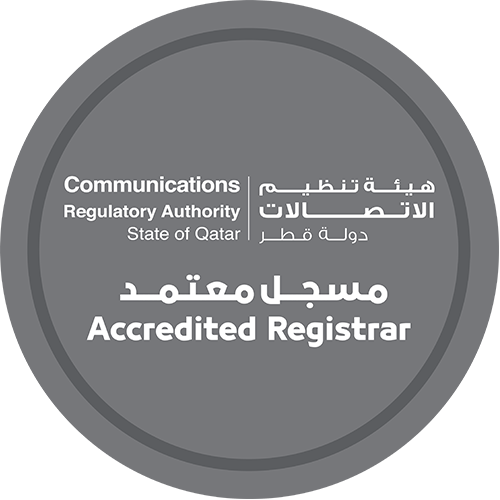 Communications
Regulatory Authority
State of Qatar
هيئة تنظيم
الاتصالات
دولة قطر
مسجل معتمد
Accredited Registrar